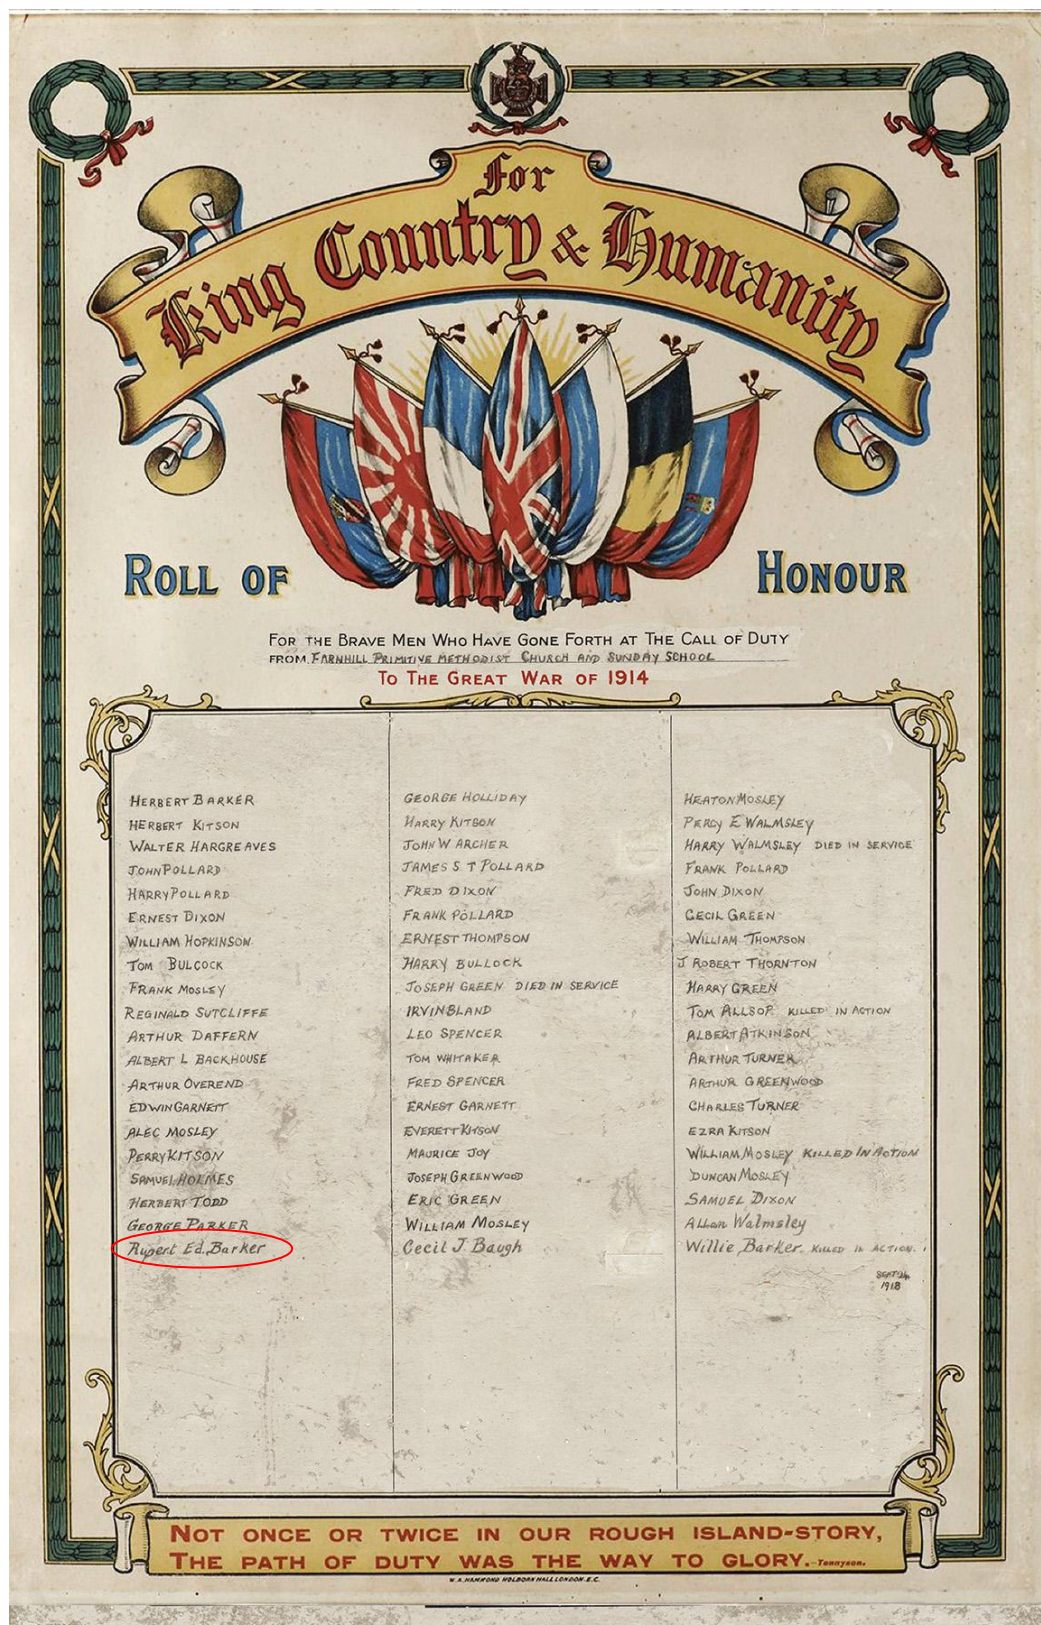 For
King Country & Humanity
ROLL OF HONOUR
FOR THE BRAVE MEN WHO HAVE GONE FORTH AT THE CALL OF DUTY
FROM FARNHILL PRIMITIVE METHODIST CHURCH AND SUNDAY SCHOOL
TO THE GREAT WAR OF 1914
HERBERT BARKER
HERBERT KITSON
WALTER HARGREAVES
JOHN POLLARD
HARRY POLLARD
ERNEST DIXON
WILLIAM HOPKINSON
TOM BULCOCK
FRANK MOSLEY
REGINALD SUTCLIFFE
ARTHUR DAFFERN
ALBERT L BACKHOUSE
ARTHUR OVEREND
EDWIN GARNETT
ALEC MOSLEY
PERRY KITSON
SAMUEL HOLMES
HERBERT TODD
GEORGE PARKER
Rupert Ed. Barker
GEORGE HOLLIDAY
HARRY KITSON
JOHN W ARCHER
JAMES S T POLLARD
FRED DIXON
FRANK POLLARD
ERNEST THOMPSON
HARRY BULLOCK
JOSEPH GREEN DIED IN SERVICE
IRVIN BLAND
LEO SPENCER
TOM WHITAKER
FRED SPENCER
ERNEST GARNETT
EVERETT KITSON
MAURICE JOY
JOSEPH GREENWOOD
ERIC GREEN
WILLIAM MOSLEY
Cecil J. Baugh
HEATON MOSLEY
PERCY E WALMSLEY
HARRY WALMSLEY DIED IN SERVICE
FRANK POLLARD
JOHN DIXON
CECIL GREEN
WILLIAM THOMPSON
J ROBERT THORNTON
HARRY GREEN
TOM ALLSOP KILLED IN ACTION
ALBERT ATKINSON
ARTHUR TURNER
ARTHUR GREENWOOD
CHARLES TURNER
EZRA KITSON
WILLIAM MOSLEY KILLED IN ACTION
DUNCAN MOSLEY
SAMUEL DIXON
Allan Walmsley
Willie Barker KILLED IN ACTION.
SEPT 24
1918
NOT ONCE OR TWICE IN OUR ROUGH ISLAND-STORY,
THE PATH OF DUTY WAS THE WAY TO GLORY.-Tennyson.
W.A. HAMMOND HOLBORN HALL LONDON. E.C.